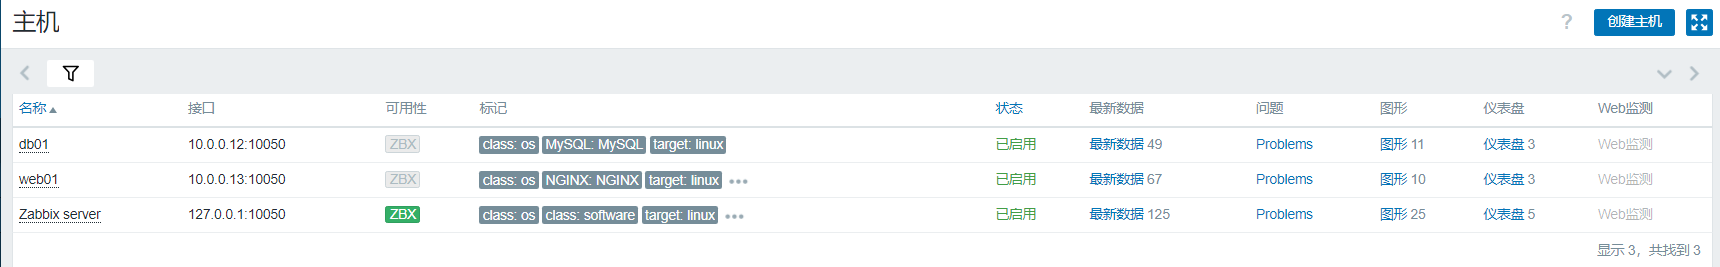 主机 ? 创建主机
名称 接口 可用性 标记 状态 最新数据 问题 图形 仪表盘 Web监测
db01 10.0.0.12:10050 ZBX class: os MySQL: MySQL target: linux 已启用 最新数据 49 Problems 图形 11 仪表盘 3 Web监测
web01 10.0.0.13:10050 ZBX class: os NGINX: NGINX target: linux ••• 已启用 最新数据 67 Problems 图形 10 仪表盘 3 Web监测
Zabbix server 127.0.0.1:10050 ZBX class: os class: software target: linux ••• 已启用 最新数据 125 Problems 图形 25 仪表盘 5 Web监测
显示 3，共找到 3